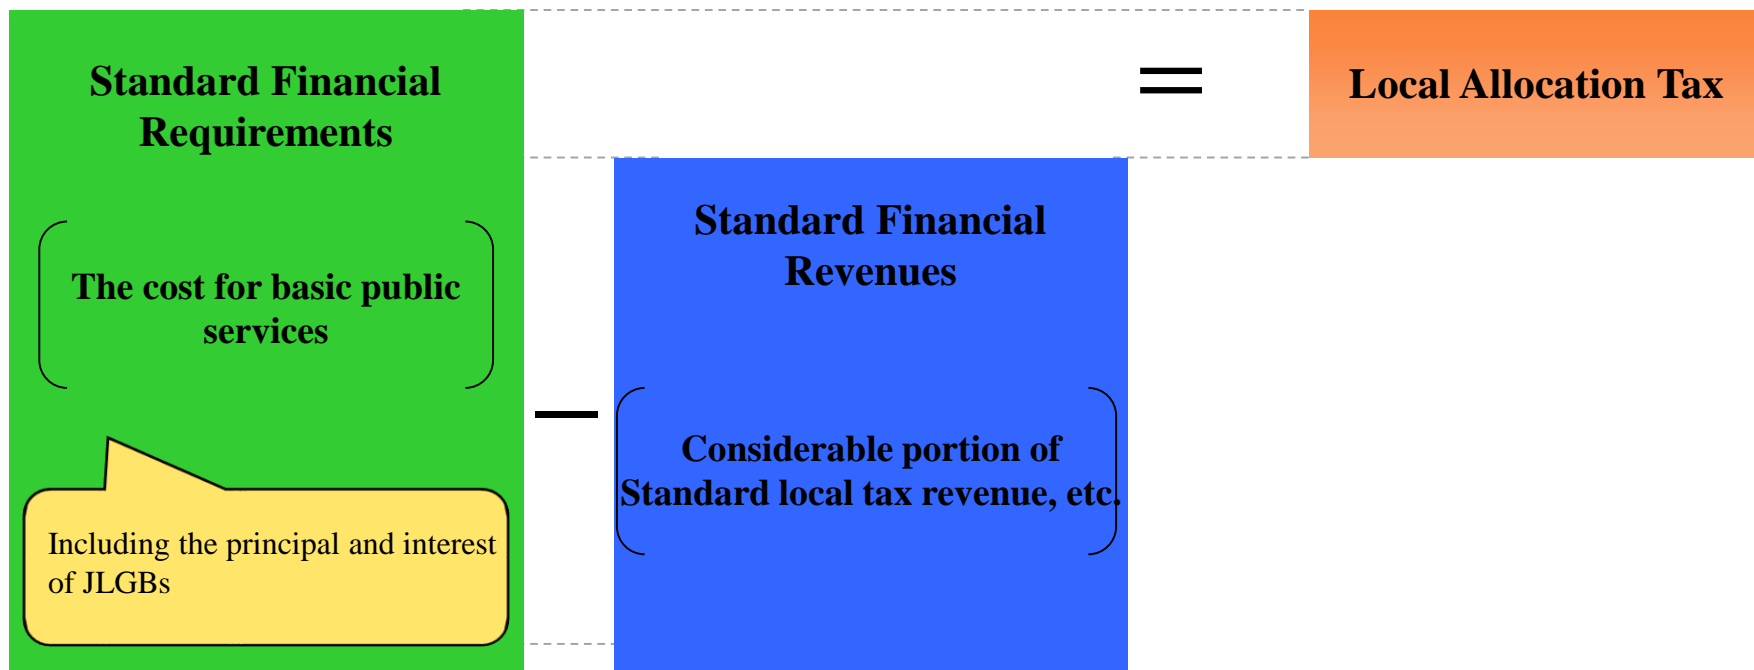 Standard Financial
Requirements
The cost for basic public
services
Including the principal and interest
of JLGBs
—
Standard Financial
Revenues
Considerable portion of
Standard local tax revenue, etc.
=
Local Allocation Tax